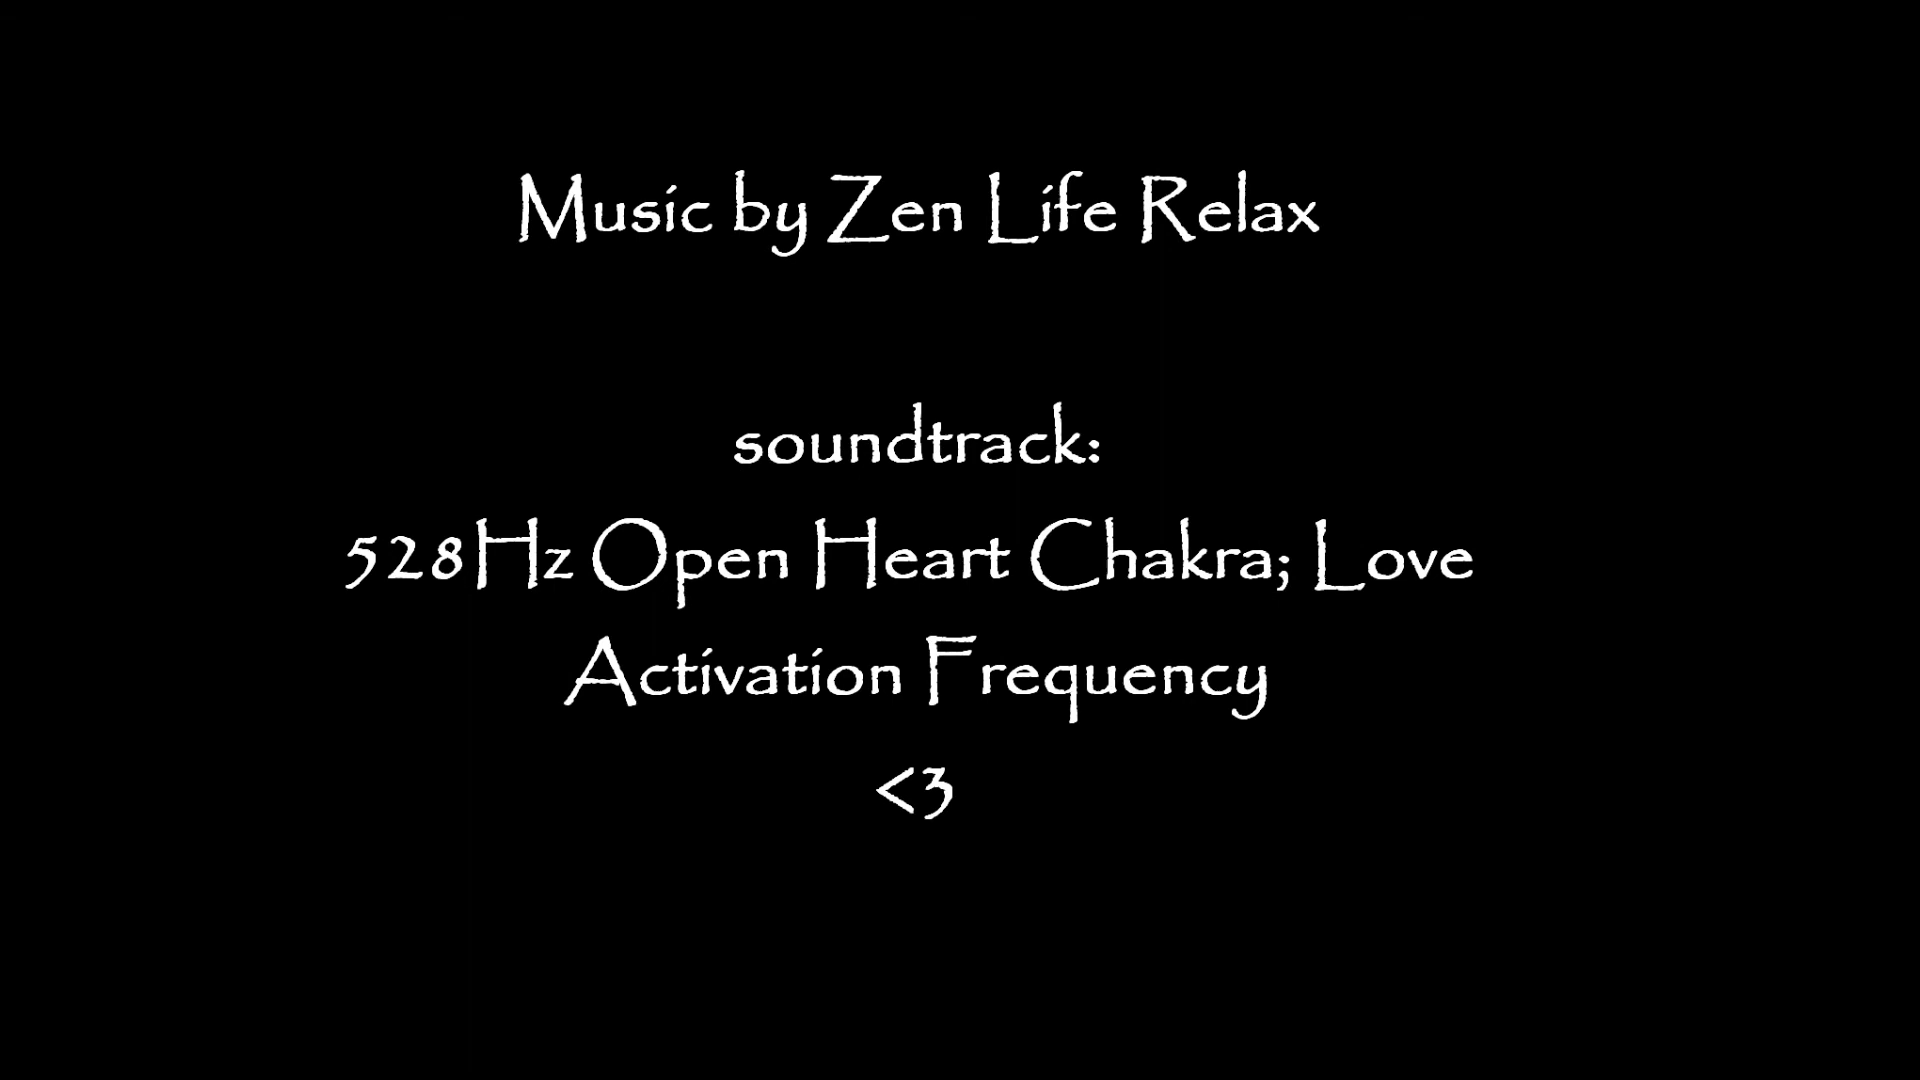 Music by Zen Life Relax
soundtrack:
528Hz Open Heart Chakra; Love
Activation Frequency
<3